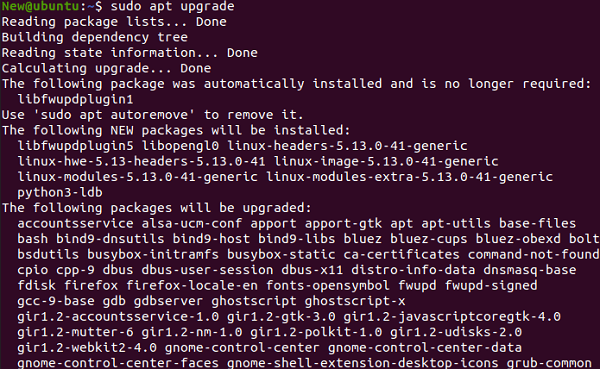 New@ubuntu:~$ sudo apt upgrade
Reading package lists... Done
Building dependency tree
Reading state information... Done
Calculating upgrade... Done
The following package was automatically installed and is no longer required:
  libfwupdplugin1
Use 'sudo apt autoremove' to remove it.
The following NEW packages will be installed:
  libfwupdplugin5 libopengl0 linux-headers-5.13.0-41-generic
  linux-hwe-5.13-headers-5.13.0-41 linux-image-5.13.0-41-generic
  linux-modules-5.13.0-41-generic linux-modules-extra-5.13.0-41-generic
  python3-ldb
The following packages will be upgraded:
  accountsservice alsa-ucm-conf apport apport-gtk apt apt-utils base-files
  bash bind9-dnsutils bind9-host bind9-libs bluez bluez-cups bluez-obexd bolt
  bsdutils busybox-initramfs busybox-static ca-certificates command-not-found
  cpio cpp-9 dbus dbus-user-session dbus-x11 distro-info-data dnsmasq-base
  fdisk firefox firefox-locale-en fonts-opensymbol fwupd fwupd-signed
  gcc-9-base gdb gdbserver ghostscript ghostscript-x
  gir1.2-accountsservice-1.0 gir1.2-gtk-3.0 gir1.2-javascriptcoregtk-4.0
  gir1.2-mutter-6 gir1.2-nm-1.0 gir1.2-polkit-1.0 gir1.2-udisks-2.0
  gir1.2-webkit2-4.0 gnome-control-center gnome-control-center-data
  gnome-control-center-faces gnome-shell-extension-desktop-icons grub-common